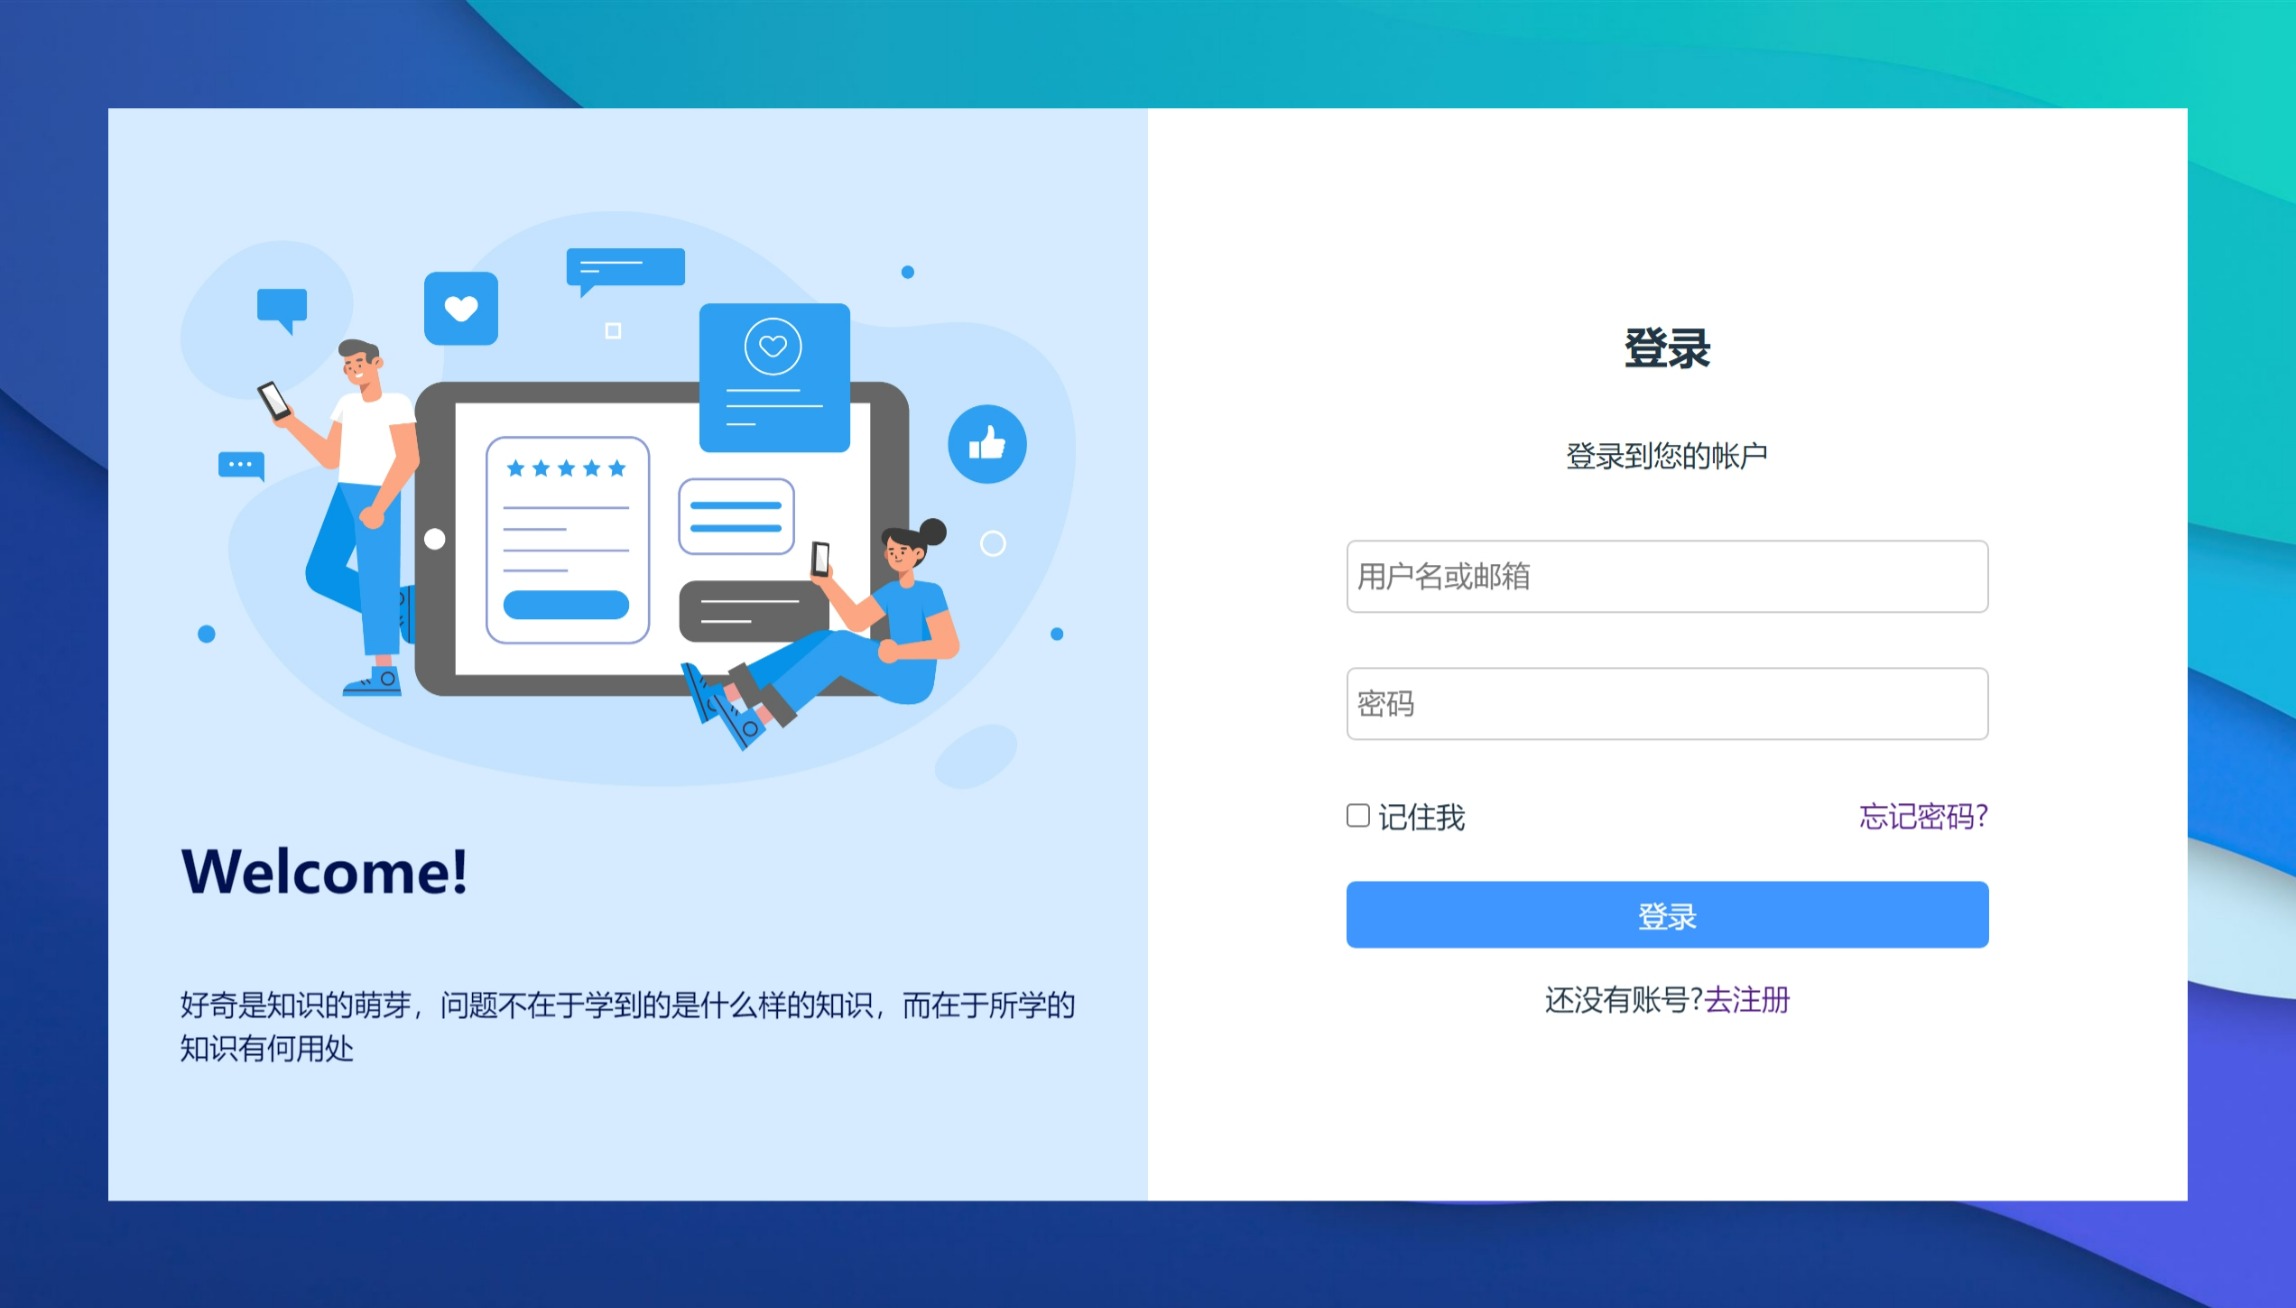 Welcome!
好奇是知识的萌芽，问题不在于学到的是什么样的知识，而在于所学的
知识有何用处
登录
登录到您的帐户
用户名或邮箱
密码
记住我 忘记密码?
登录
还没有账号?去注册